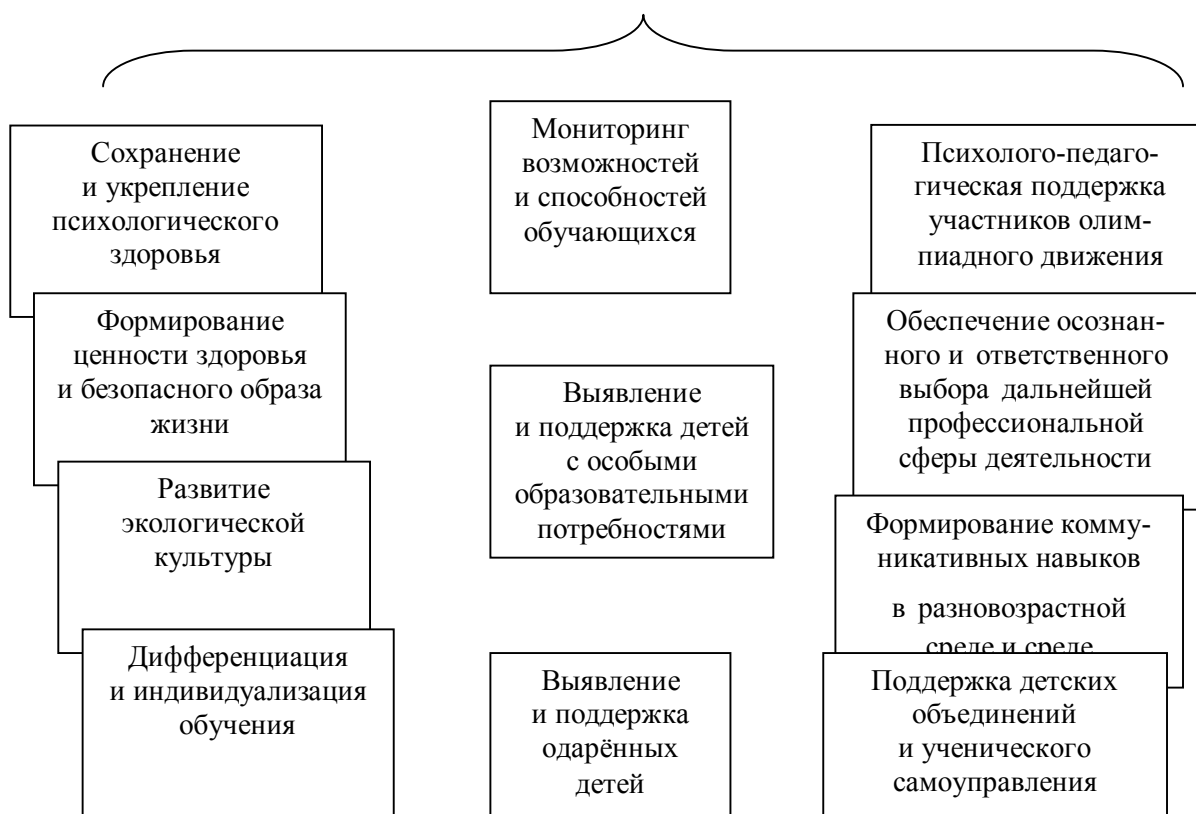 Сохранение
и укрепление
психологического
здоровья
Формирование
ценности здоровья
и безопасного образа
жизни
Развитие
экологической
культуры
Дифференциация
и индивидуализация
обучения
Мониторинг
возможностей
и способностей
обучающихся
Выявление
и поддержка детей
с особыми
образовательными
потребностями
Выявление
и поддержка
одарённых
детей
Психолого-педаго-
гическая поддержка
участников олим-
пиадного движения
Обеспечение осознан-
ного и ответственного
выбора дальнейшей
профессиональной
сферы деятельности
Формирование комму-
никативных навыков
в разновозрастной
среде и среде
Поддержка детских
объединений
и ученического
самоуправления